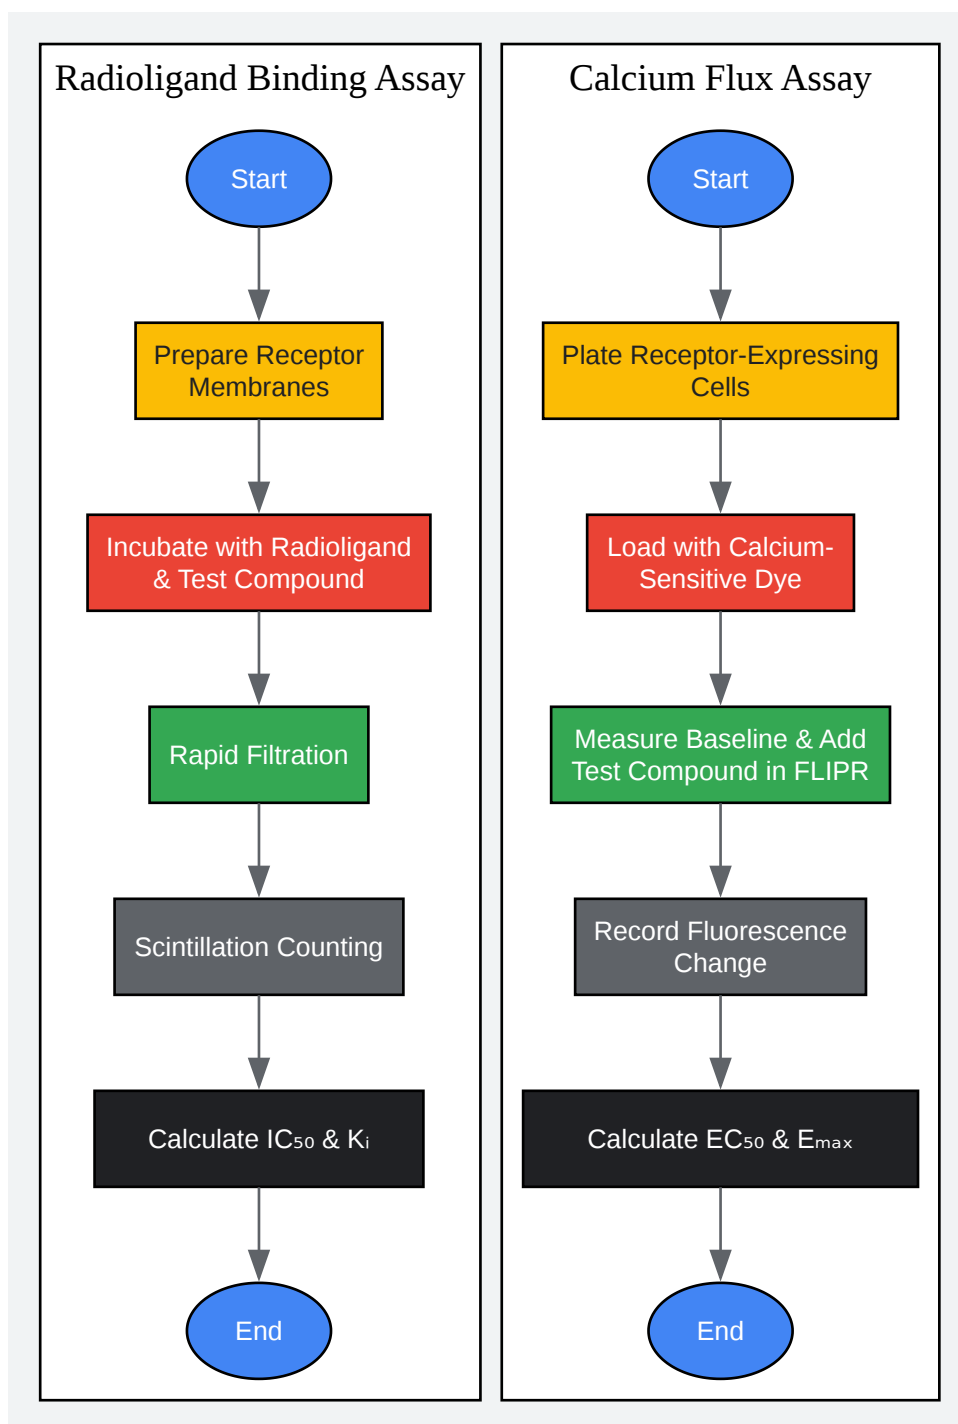 Radioligand Binding Assay
Start
Prepare Receptor
Membranes
Incubate with Radioligand
& Test Compound
Rapid Filtration
Scintillation Counting
Calculate IC₅₀ & Kᵢ
End
Calcium Flux Assay
Start
Plate Receptor-Expressing
Cells
Load with Calcium-
Sensitive Dye
Measure Baseline & Add
Test Compound in FLIPR
Record Fluorescence
Change
Calculate EC₅₀ & Eₘₐₓ
End